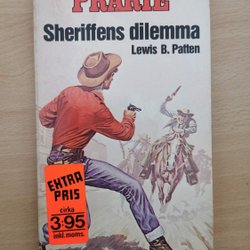 PRÄRIE
Sheriffens dilemma
Lewis B. Patten
EXTRA
PRIS
cirka
3:95
inkl. moms.